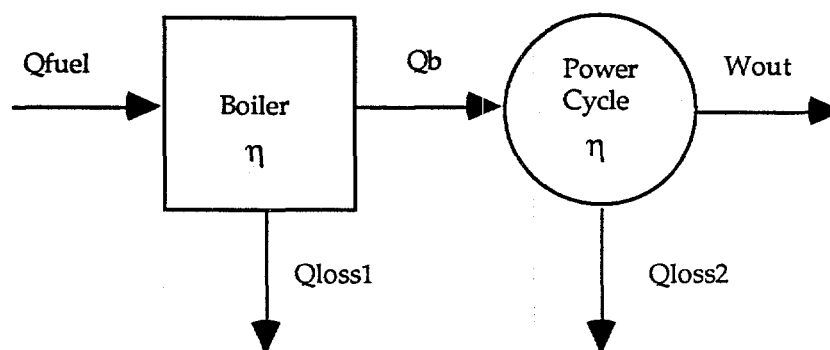 Qfuel
Boiler
η
Qb
Power
Cycle
η
Wout
Qloss1
Qloss2